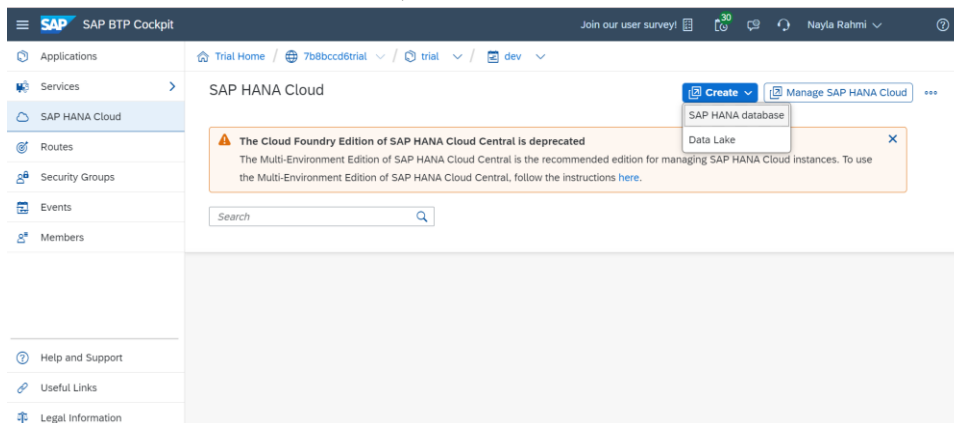 SAP SAP BTP Cockpit Join our user survey! 30 Nayla Rahmi
Applications
Services
SAP HANA Cloud
Routes
Security Groups
Events
Members
Help and Support
Useful Links
Legal Information
Trial Home / 7b8bccd6trial / trial / dev
SAP HANA Cloud
Create Manage SAP HANA Cloud
SAP HANA database
Data Lake
The Cloud Foundry Edition of SAP HANA Cloud Central is deprecated
The Multi-Environment Edition of SAP HANA Cloud Central is the recommended edition for managing SAP HANA Cloud instances. To use
the Multi-Environment Edition of SAP HANA Cloud Central, follow the instructions here.
Search